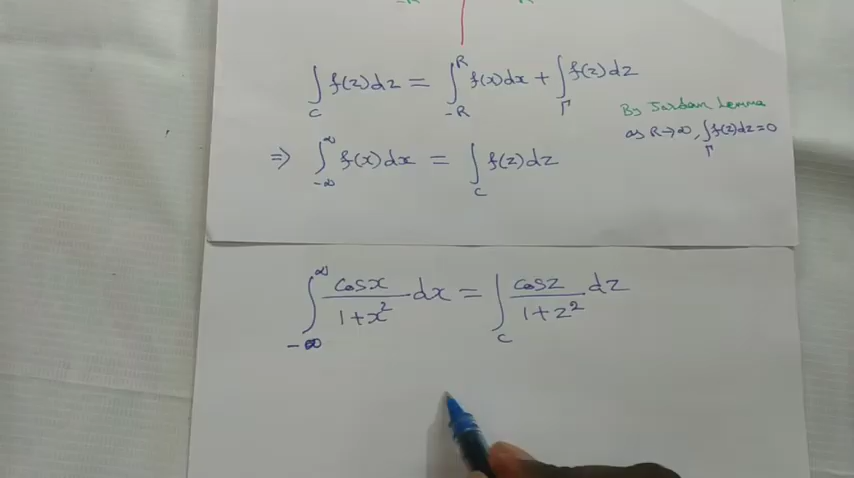 -R R
∫_C f(z)dz = ∫_{-R}^{R} f(x)dx + ∫_Γ f(z)dz
By Jordan Lemma
as R→∞, ∫_Γ f(z)dz=0
⇒ ∫_{-∞}^{∞} f(x)dx = ∫_C f(z)dz
∫_{-∞}^{∞} cosx/(1+x²) dx = ∫_C cosz/(1+z²) dz